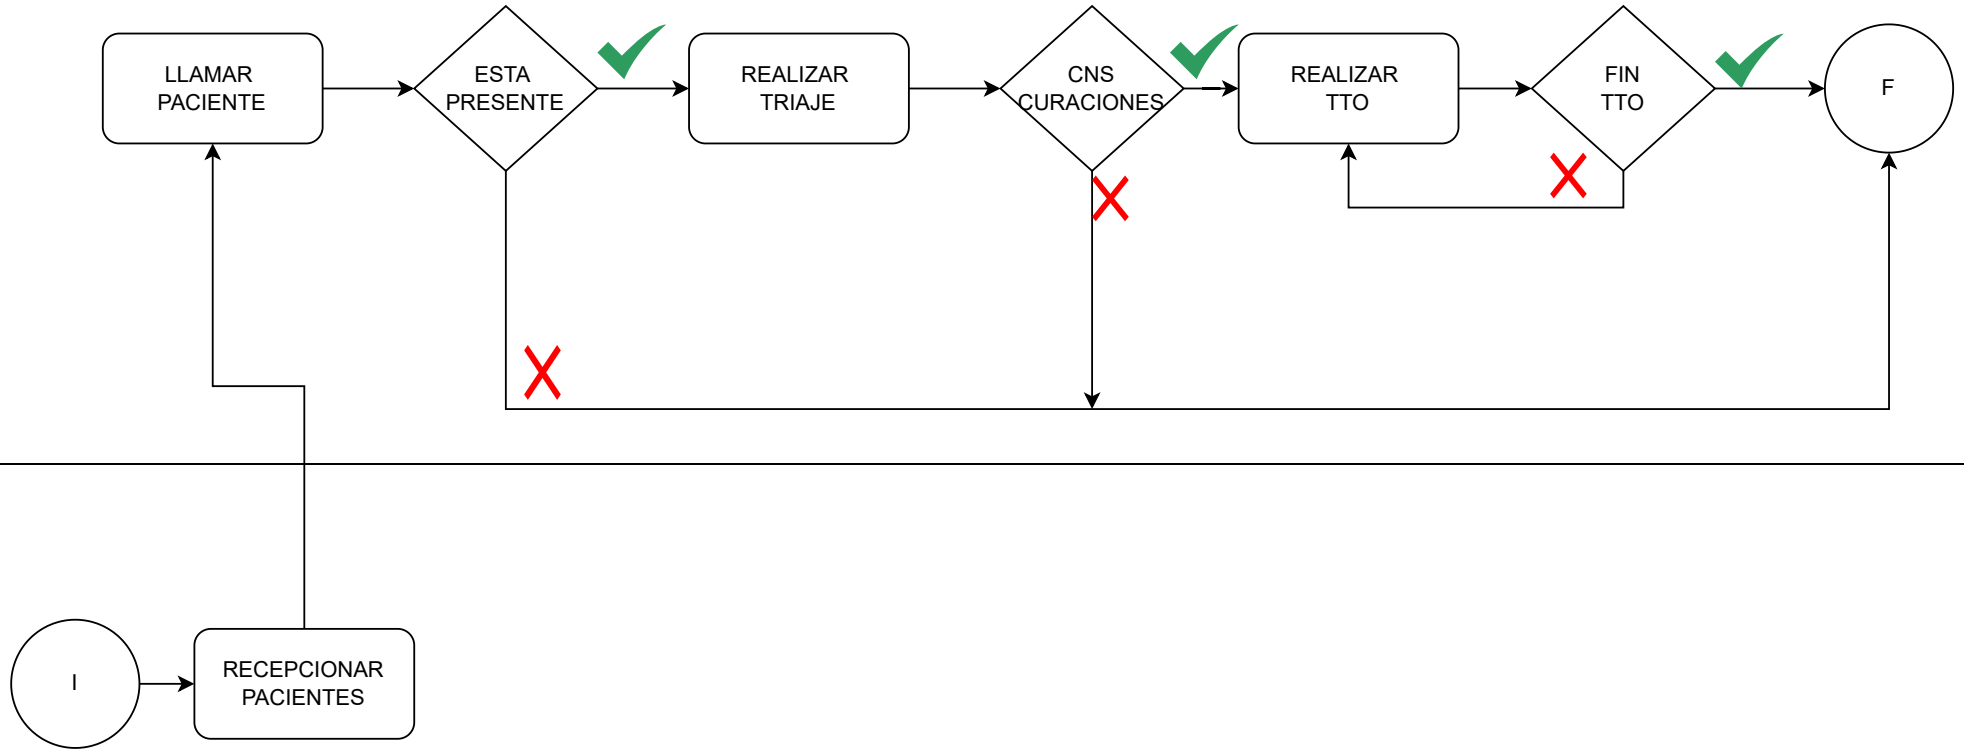 LLAMAR
PACIENTE
ESTA
PRESENTE
REALIZAR
TRIAJE
CNS
CURACIONES
REALIZAR
TTO
FIN
TTO
F
I
RECEPCIONAR
PACIENTES